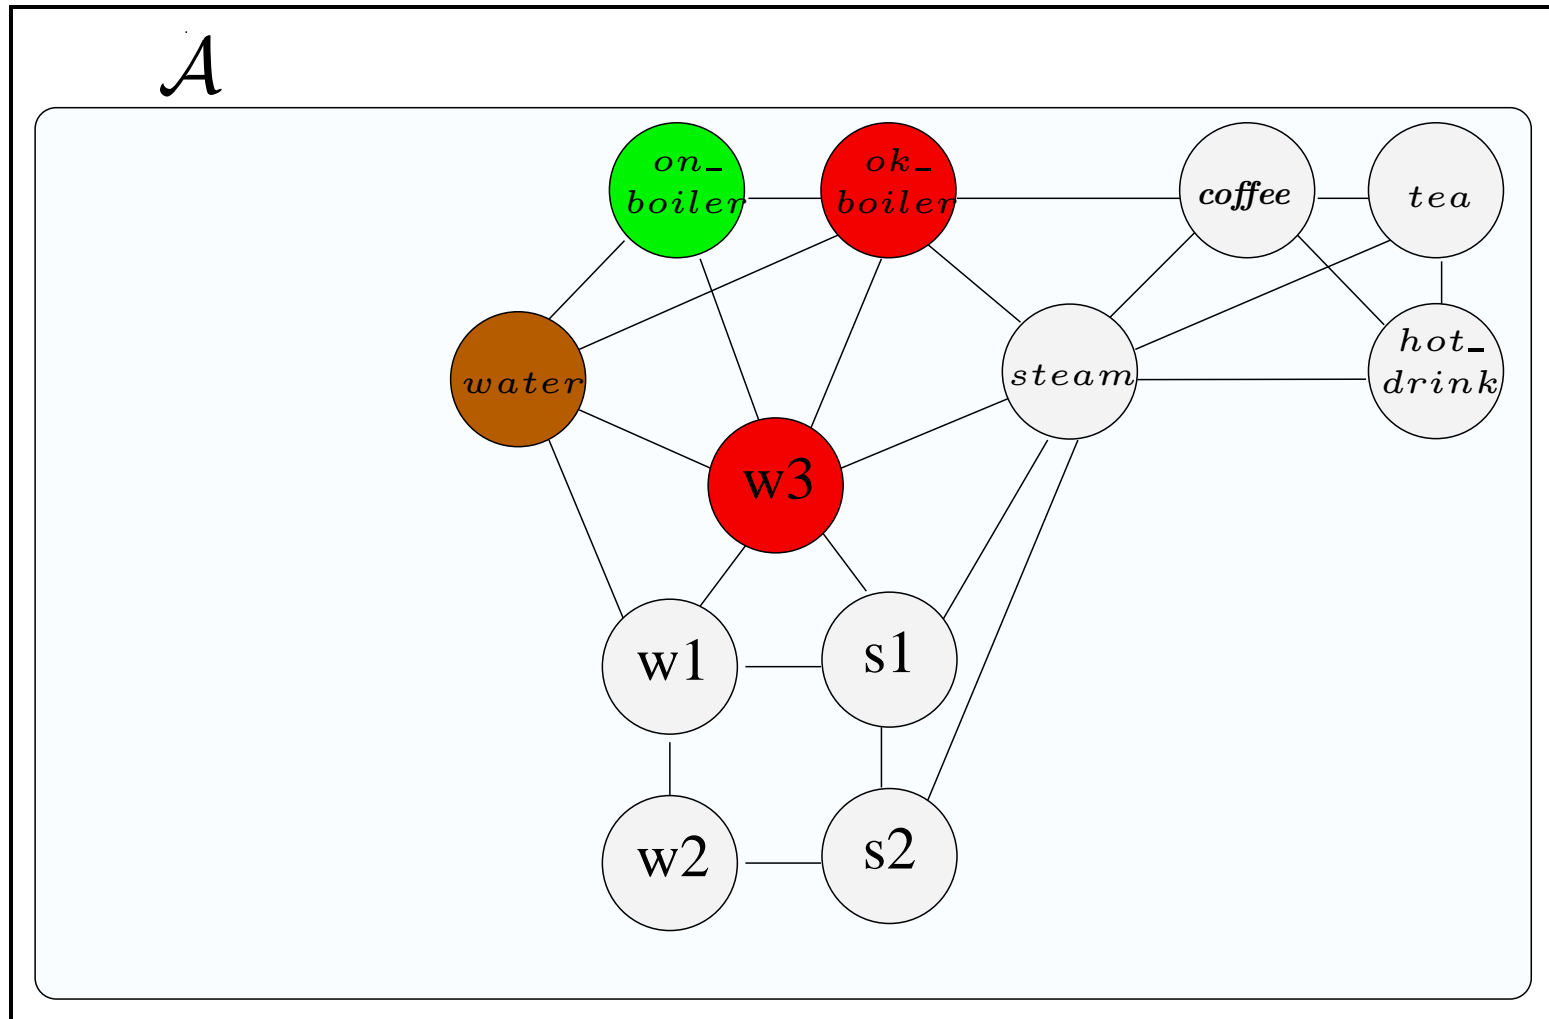 𝒜
on_
boiler
ok_
boiler
coffee
tea
water
steam
hot_
drink
w3
w1
s1
w2
s2